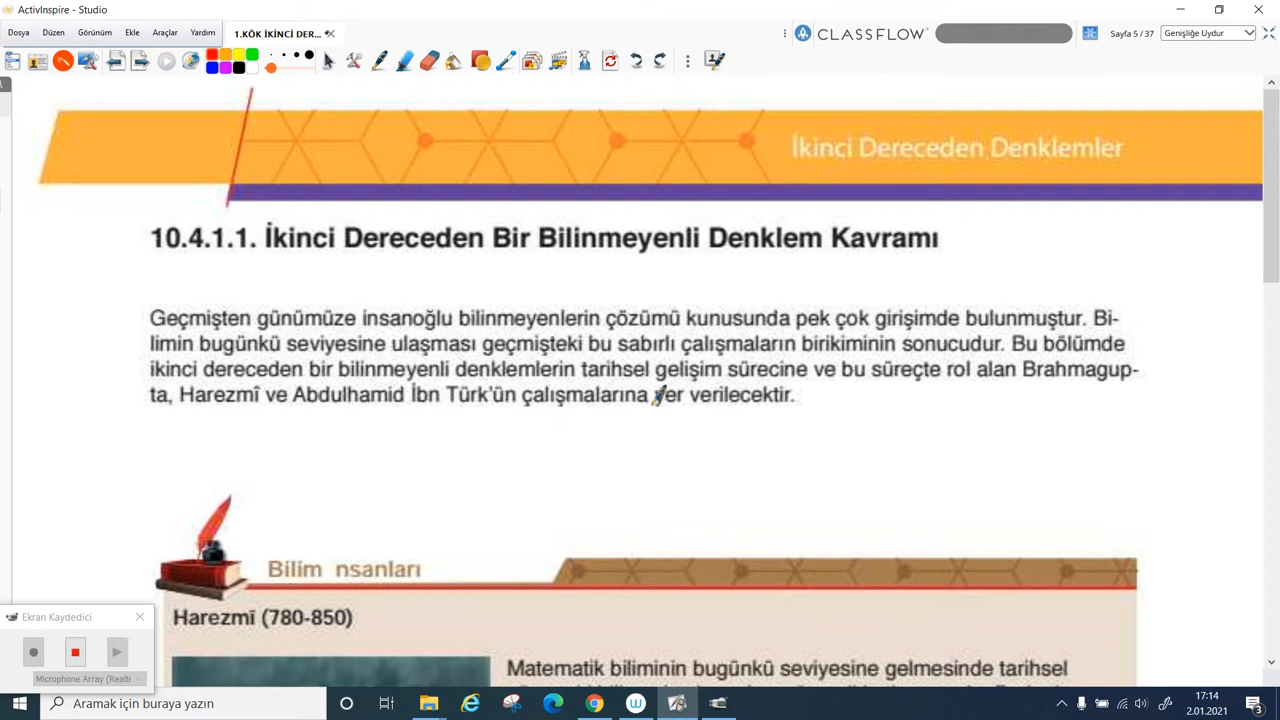 ActivInspire - Studio
Dosya Düzen Görünüm Ekle Araçlar Yardım 1.KÖK İKİNCİ DER... CLASSFLOW Sayfa 5 / 37 Genişliğe Uydur
İkinci Dereceden Denklemler
10.4.1.1. İkinci Dereceden Bir Bilinmeyenli Denklem Kavramı
Geçmişten günümüze insanoğlu bilinmeyenlerin çözümü kunusunda pek çok girişimde bulunmuştur. Bi-
limin bugünkü seviyesine ulaşması geçmişteki bu sabırlı çalışmaların birikiminin sonucudur. Bu bölümde
ikinci dereceden bir bilinmeyenli denklemlerin tarihsel gelişim sürecine ve bu süreçte rol alan Brahmagup-
ta, Harezmî ve Abdulhamid İbn Türk'ün çalışmalarına yer verilecektir.
Bilim nsanları
Harezmî (780-850)
Matematik biliminin bugünkü seviyesine gelmesinde tarihsel
Ekran Kaydedici
Microphone Array (Realt
Aramak için buraya yazın
17:14
2.01.2021
3